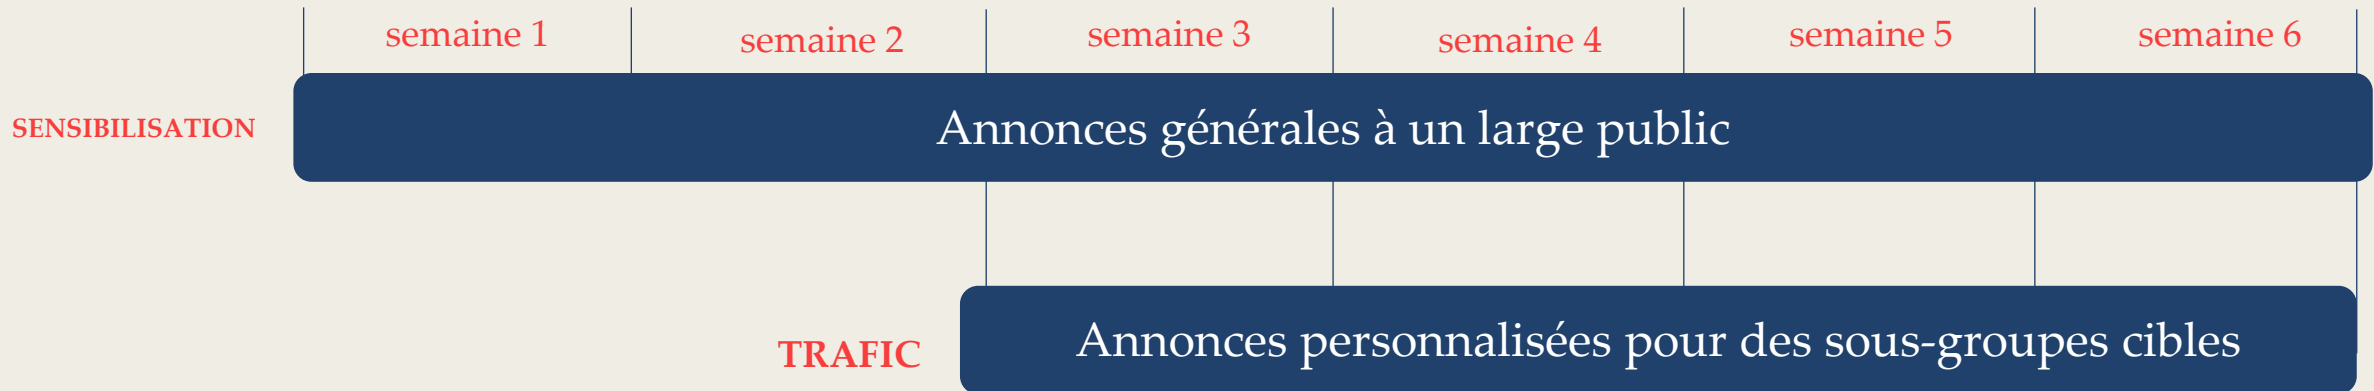 semaine 1
semaine 2
semaine 3
semaine 4
semaine 5
semaine 6
SENSIBILISATION
Annonces générales à un large public
TRAFIC
Annonces personnalisées pour des sous-groupes cibles